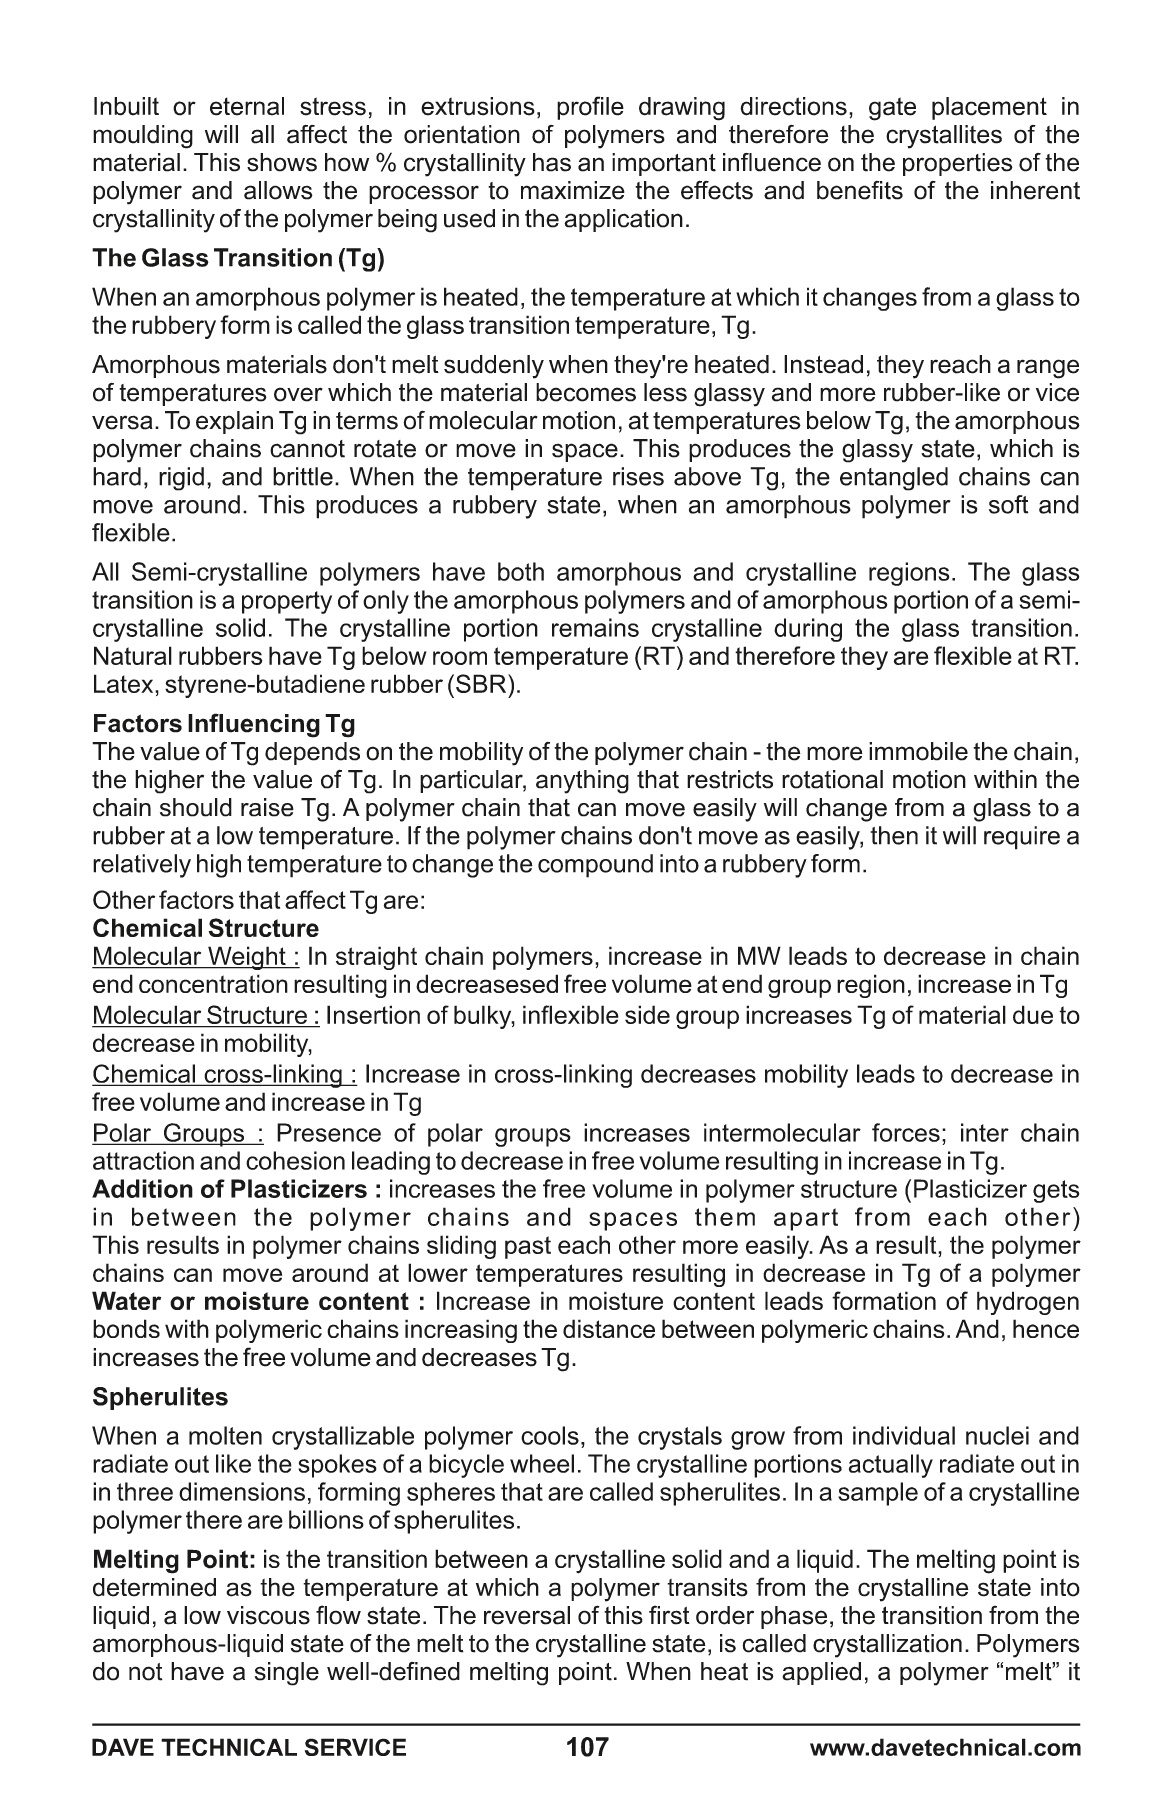 Inbuilt or eternal stress, in extrusions, profile drawing directions, gate placement in
moulding will all affect the orientation of polymers and therefore the crystallites of the
material. This shows how % crystallinity has an important influence on the properties of the
polymer and allows the processor to maximize the effects and benefits of the inherent
crystallinity of the polymer being used in the application.
The Glass Transition (Tg)
When an amorphous polymer is heated, the temperature at which it changes from a glass to
the rubbery form is called the glass transition temperature, Tg.
Amorphous materials don't melt suddenly when they're heated. Instead, they reach a range
of temperatures over which the material becomes less glassy and more rubber-like or vice
versa. To explain Tg in terms of molecular motion, at temperatures below Tg, the amorphous
polymer chains cannot rotate or move in space. This produces the glassy state, which is
hard, rigid, and brittle. When the temperature rises above Tg, the entangled chains can
move around. This produces a rubbery state, when an amorphous polymer is soft and
flexible.
All Semi-crystalline polymers have both amorphous and crystalline regions. The glass
transition is a property of only the amorphous polymers and of amorphous portion of a semi-
crystalline solid. The crystalline portion remains crystalline during the glass transition.
Natural rubbers have Tg below room temperature (RT) and therefore they are flexible at RT.
Latex, styrene-butadiene rubber (SBR).
Factors Influencing Tg
The value of Tg depends on the mobility of the polymer chain - the more immobile the chain,
the higher the value of Tg. In particular, anything that restricts rotational motion within the
chain should raise Tg. A polymer chain that can move easily will change from a glass to a
rubber at a low temperature. If the polymer chains don't move as easily, then it will require a
relatively high temperature to change the compound into a rubbery form.
Other factors that affect Tg are:
Chemical Structure
Molecular Weight : In straight chain polymers, increase in MW leads to decrease in chain
end concentration resulting in decreasesed free volume at end group region, increase in Tg
Molecular Structure : Insertion of bulky, inflexible side group increases Tg of material due to
decrease in mobility,
Chemical cross-linking : Increase in cross-linking decreases mobility leads to decrease in
free volume and increase in Tg
Polar Groups : Presence of polar groups increases intermolecular forces; inter chain
attraction and cohesion leading to decrease in free volume resulting in increase in Tg.
Addition of Plasticizers : increases the free volume in polymer structure (Plasticizer gets
in between the polymer chains and spaces them apart from each other)
This results in polymer chains sliding past each other more easily. As a result, the polymer
chains can move around at lower temperatures resulting in decrease in Tg of a polymer
Water or moisture content : Increase in moisture content leads formation of hydrogen
bonds with polymeric chains increasing the distance between polymeric chains. And, hence
increases the free volume and decreases Tg.
Spherulites
When a molten crystallizable polymer cools, the crystals grow from individual nuclei and
radiate out like the spokes of a bicycle wheel. The crystalline portions actually radiate out in
in three dimensions, forming spheres that are called spherulites. In a sample of a crystalline
polymer there are billions of spherulites.
Melting Point: is the transition between a crystalline solid and a liquid. The melting point is
determined as the temperature at which a polymer transits from the crystalline state into
liquid, a low viscous flow state. The reversal of this first order phase, the transition from the
amorphous-liquid state of the melt to the crystalline state, is called crystallization. Polymers
do not have a single well-defined melting point. When heat is applied, a polymer “melt” it
DAVE TECHNICAL SERVICE 107 www.davetechnical.com